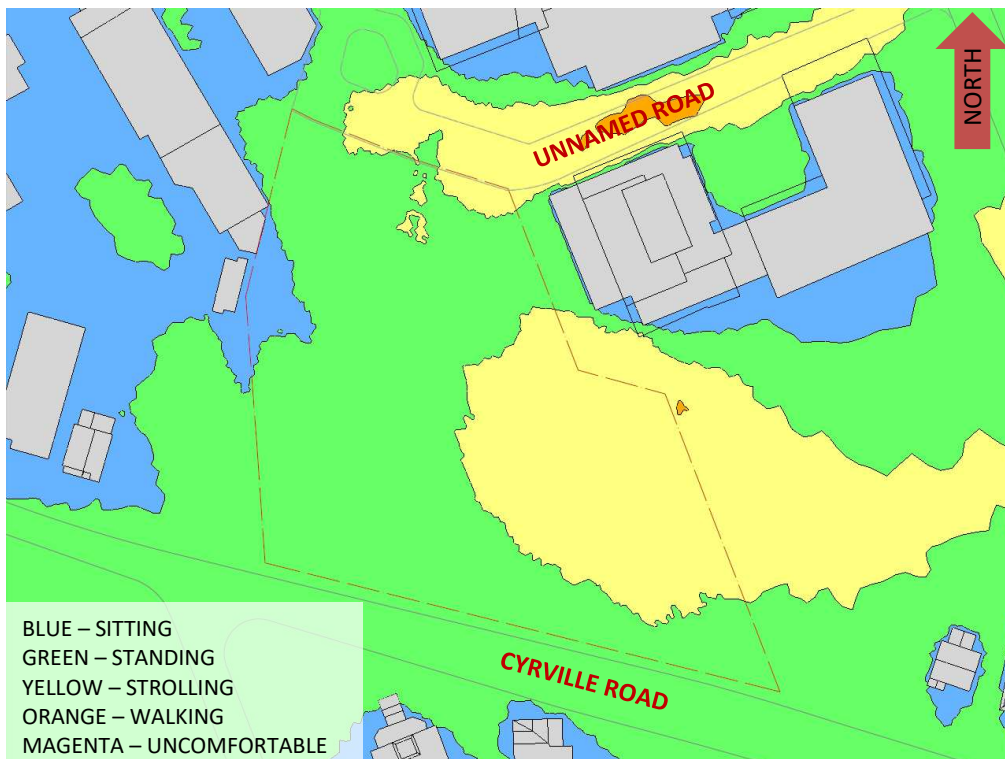 NORTH
UNNAMED ROAD
CYRVILLE ROAD
BLUE – SITTING
GREEN – STANDING
YELLOW – STROLLING
ORANGE – WALKING
MAGENTA – UNCOMFORTABLE